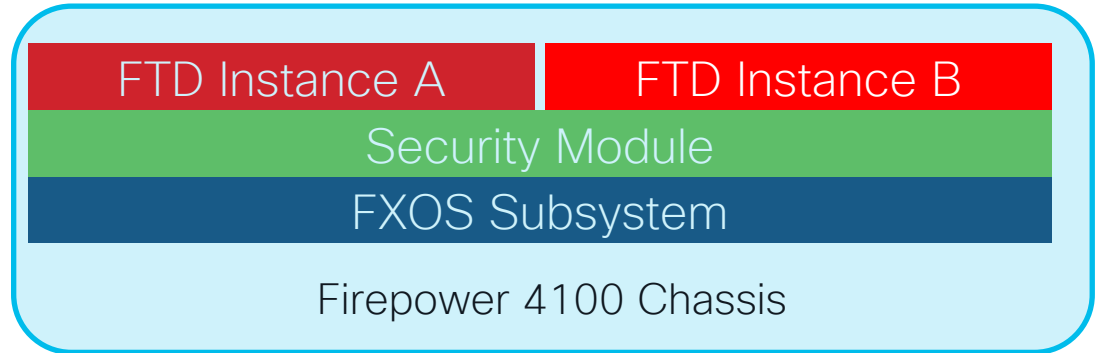 FTD Instance A
FTD Instance B
Security Module
FXOS Subsystem
Firepower 4100 Chassis